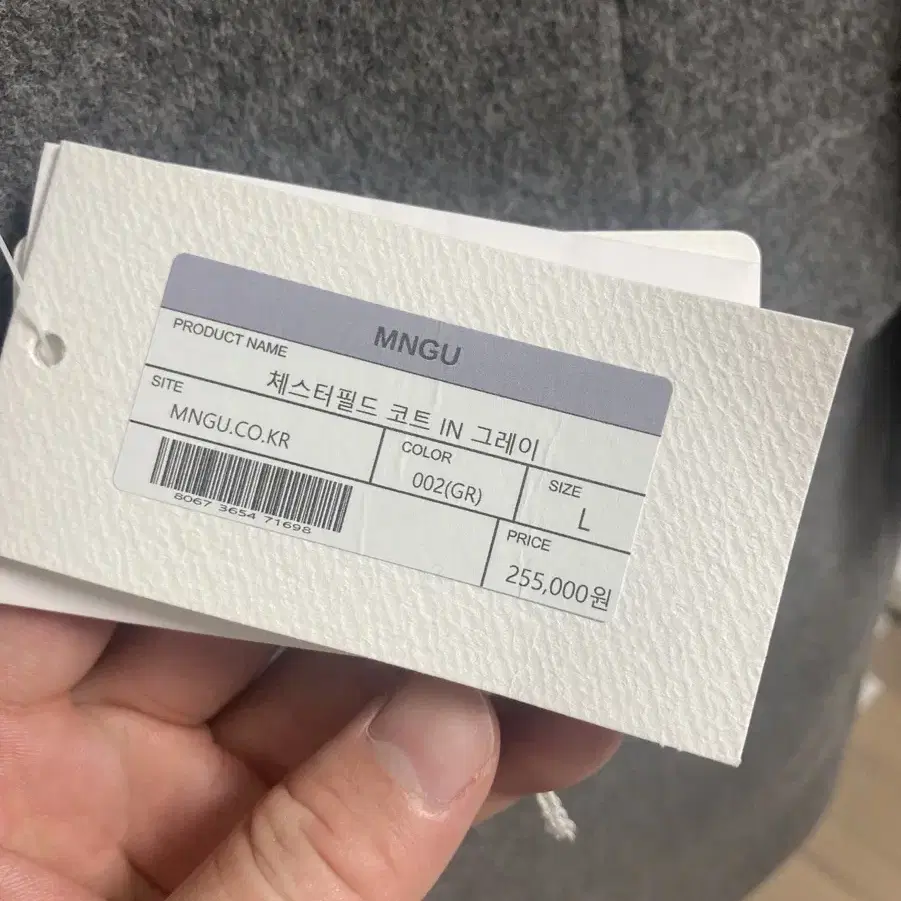 MNGU
PRODUCT NAME
체스터필드 코트 IN 그레이
SITE
MNGU.CO.KR
COLOR
002(GR)
SIZE
L
8067 3654 71698
PRICE
255,000원